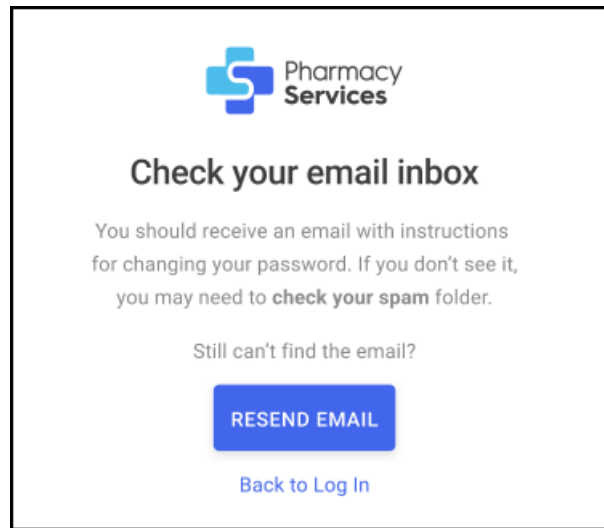 Pharmacy
Services
Check your email inbox
You should receive an email with instructions
for changing your password. If you don't see it,
you may need to check your spam folder.
Still can't find the email?
RESEND EMAIL
Back to Log In